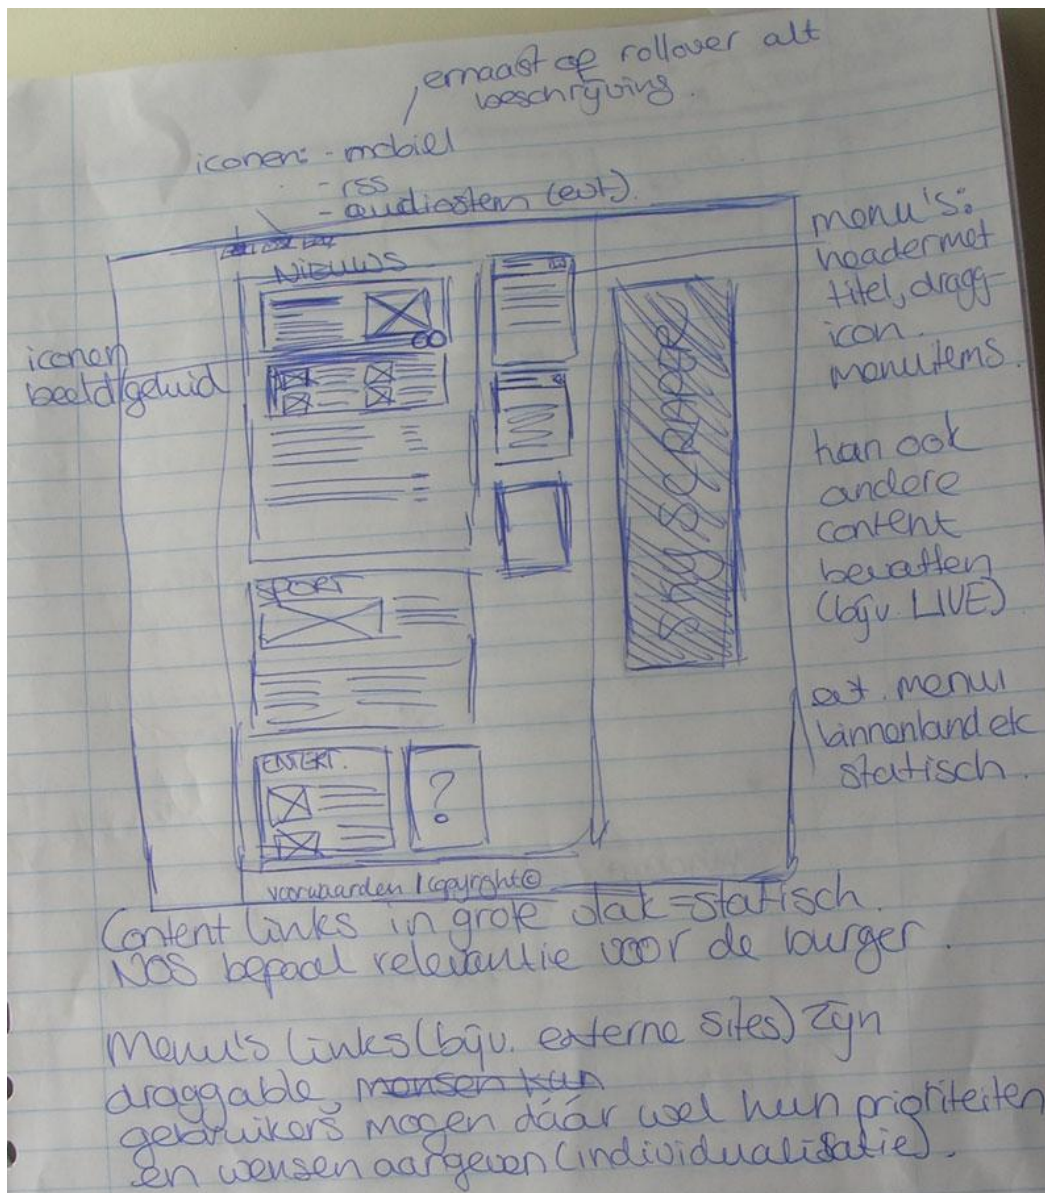 ernaast op rollover alt
beschrijving.
iconen: - mobiel
- rss
- audiostem (evt).
NIEUWS
iconen
beeld/geluid
SPORT
ENTERT.
?
SKYSCRAPER
voorwaarden | copyright ©
menu's:
header met
titel, dragg-
icon.
menuitems.
kan ook
andere
content
bevatten
(bijv. LIVE)
evt. menu
binnenland etc
statisch.
Content links in grote vlak = statisch.
NOS bepaal relevantie voor de burger.
Menu's links (bijv. externe sites) zijn
draggable, mensen kan
gebruikers mogen dáár wel hun prioriteiten
en wensen aangeven (individualisatie).